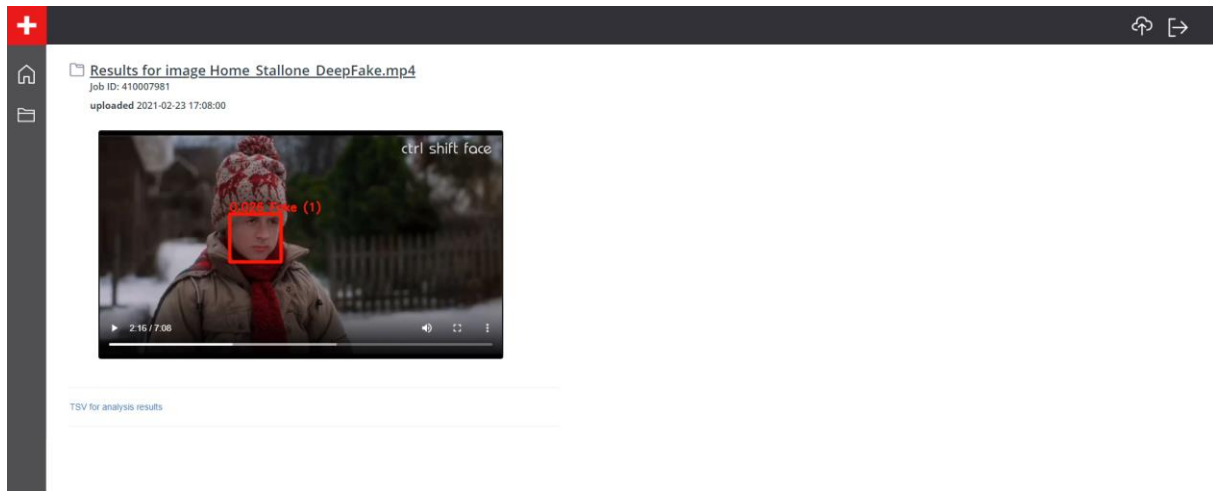 Results for image Home_Stallone_DeepFake.mp4
Job ID: 410007981
uploaded 2021-02-23 17:08:00
ctrl shift face
Fake (1)
2:16 / 7:08
TSV for analysis results